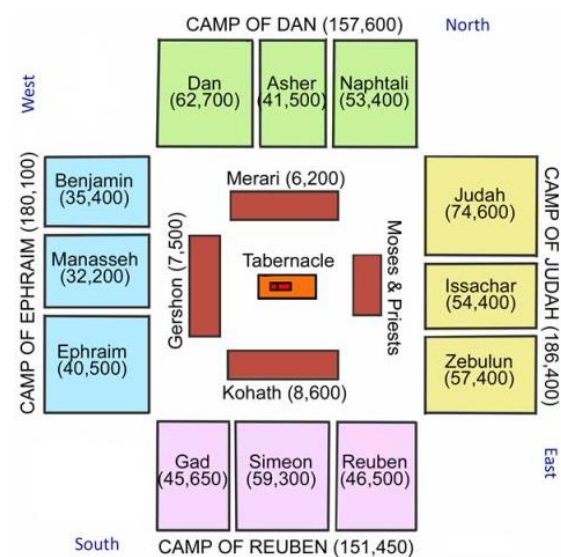 CAMP OF DAN (157,600)
North
West
Dan
(62,700)
Asher
(41,500)
Naphtali
(53,400)
CAMP OF EPHRAIM (180,100)
Benjamin
(35,400)
Manasseh
(32,200)
Ephraim
(40,500)
Merari (6,200)
Gershon (7,500)
Tabernacle
Moses & Priests
Kohath (8,600)
Judah
(74,600)
Issachar
(54,400)
Zebulun
(57,400)
CAMP OF JUDAH (186,400)
East
Gad
(45,650)
Simeon
(59,300)
Reuben
(46,500)
South
CAMP OF REUBEN (151,450)